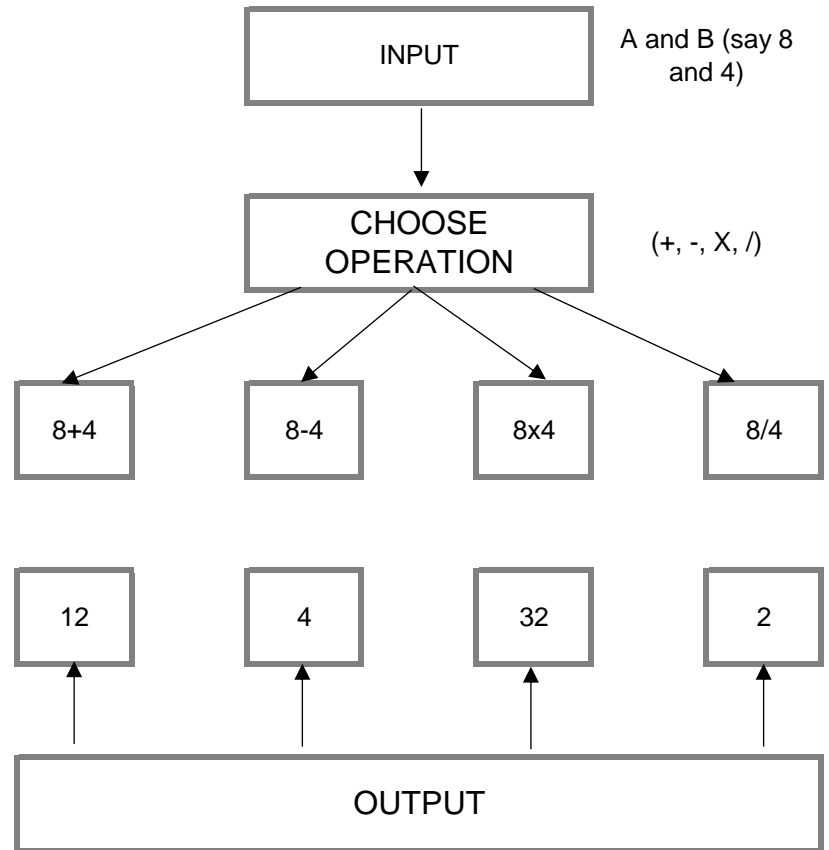 INPUT
A and B (say 8
and 4)
CHOOSE
OPERATION
(+, -, X, /)
8+4
8-4
8x4
8/4
12
4
32
2
OUTPUT